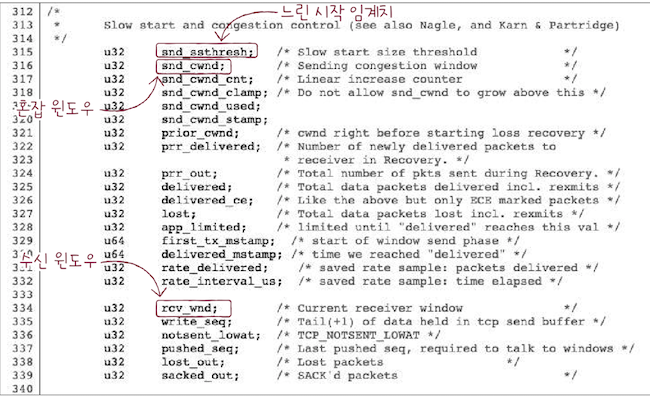 느린 시작 임계치
312 /*
313 * Slow start and congestion control (see also Nagle, and Karn & Partridge)
314 */
315 u32 snd_ssthresh; /* Slow start size threshold */
316 u32 snd_cwnd; /* Sending congestion window */
317 u32 snd_cwnd_cnt; /* Linear increase counter */
318 u32 snd_cwnd_clamp; /* Do not allow snd_cwnd to grow above this */
혼잡 윈도우
u32 snd_cwnd_used;
320 u32 snd_cwnd_stamp;
321 u32 prior_cwnd; /* cwnd right before starting loss recovery */
322 u32 prr_delivered; /* Number of newly delivered packets to
323 * receiver in Recovery. */
324 u32 prr_out; /* Total number of pkts sent during Recovery. */
325 u32 delivered; /* Total data packets delivered incl. rexmits */
326 u32 delivered_ce; /* Like the above but only ECE marked packets */
327 u32 lost; /* Total data packets lost incl. rexmits */
328 u32 app_limited; /* limited until "delivered" reaches this val */
329 u64 first_tx_mstamp; /* start of window send phase */
u64 delivered_mstamp; /* time we reached "delivered" */
수신 윈도우
u32 rate_delivered; /* saved rate sample: packets delivered */
332 u32 rate_interval_us; /* saved rate sample: time elapsed */
333
334 u32 rcv_wnd; /* Current receiver window */
335 u32 write_seq; /* Tail(+1) of data held in tcp send buffer */
336 u32 notsent_lowat; /* TCP_NOTSENT_LOWAT */
337 u32 pushed_seq; /* Last pushed seq, required to talk to windows */
338 u32 lost_out; /* Lost packets */
339 u32 sacked_out; /* SACK'd packets */
340